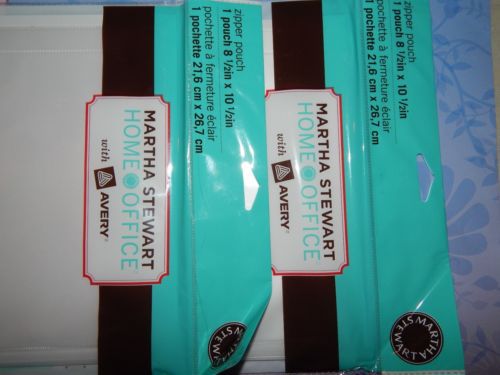 zipper pouch
1 pouch 8 1/2in x 10 1/2in
pochette à fermeture éclair
1 pochette 21,6 cm x 26,7 cm
MARTHA STEWART
HOME OFFICE
with AVERY®
zipper pouch
1 pouch 8 1/2in x 10 1/2in
pochette à fermeture éclair
1 pochette 21,6 cm x 26,7 cm
MARTHA STEWART
HOME OFFICE
with AVERY®
MARTHA STEWART
MARTHA STEWART